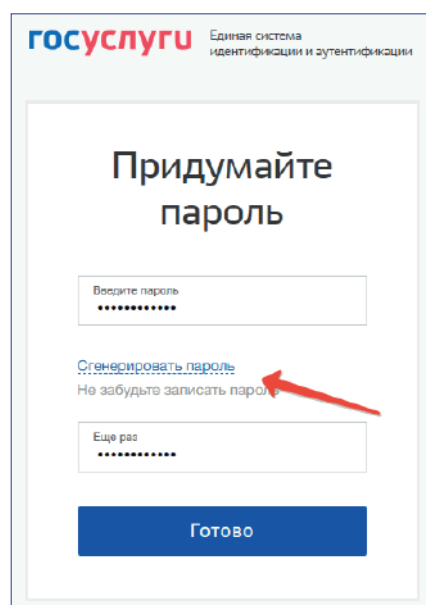 госуслуги
Единая система
идентификации и аутентификации
Придумайте
пароль
Введите пароль
••••••••••••
Сгенерировать пароль
Не забудьте записать пароль
Еще раз
••••••••••••
Готово